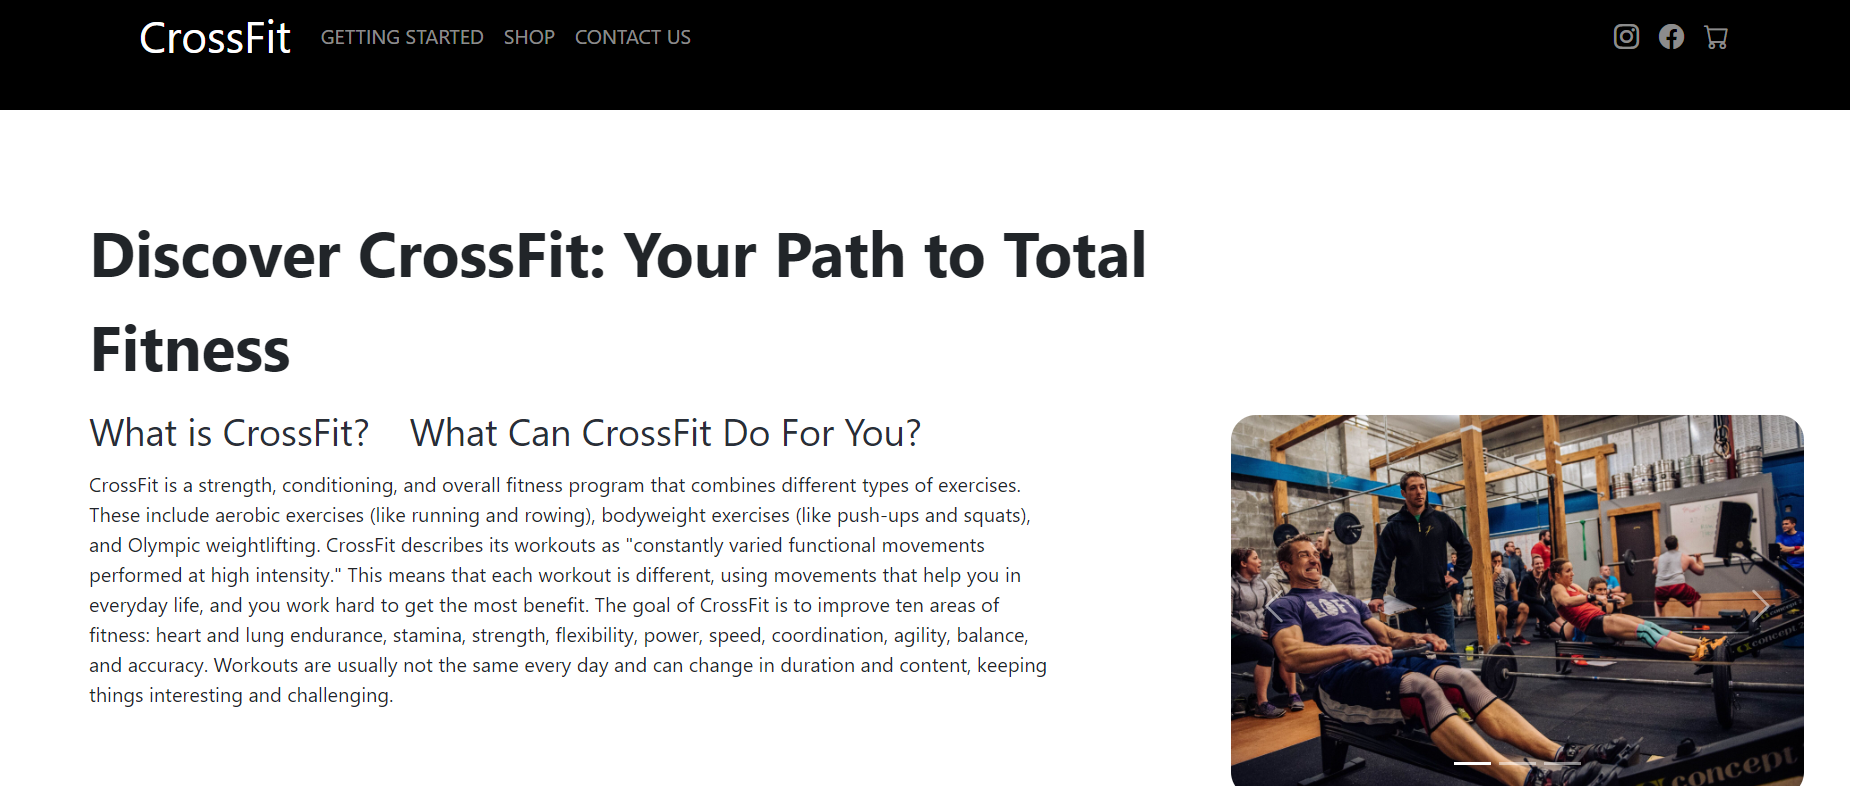 CrossFit GETTING STARTED SHOP CONTACT US
Discover CrossFit: Your Path to Total
Fitness
What is CrossFit? What Can CrossFit Do For You?
CrossFit is a strength, conditioning, and overall fitness program that combines different types of exercises.
These include aerobic exercises (like running and rowing), bodyweight exercises (like push-ups and squats),
and Olympic weightlifting. CrossFit describes its workouts as "constantly varied functional movements
performed at high intensity." This means that each workout is different, using movements that help you in
everyday life, and you work hard to get the most benefit. The goal of CrossFit is to improve ten areas of
fitness: heart and lung endurance, stamina, strength, flexibility, power, speed, coordination, agility, balance,
and accuracy. Workouts are usually not the same every day and can change in duration and content, keeping
things interesting and challenging.
concept
concept